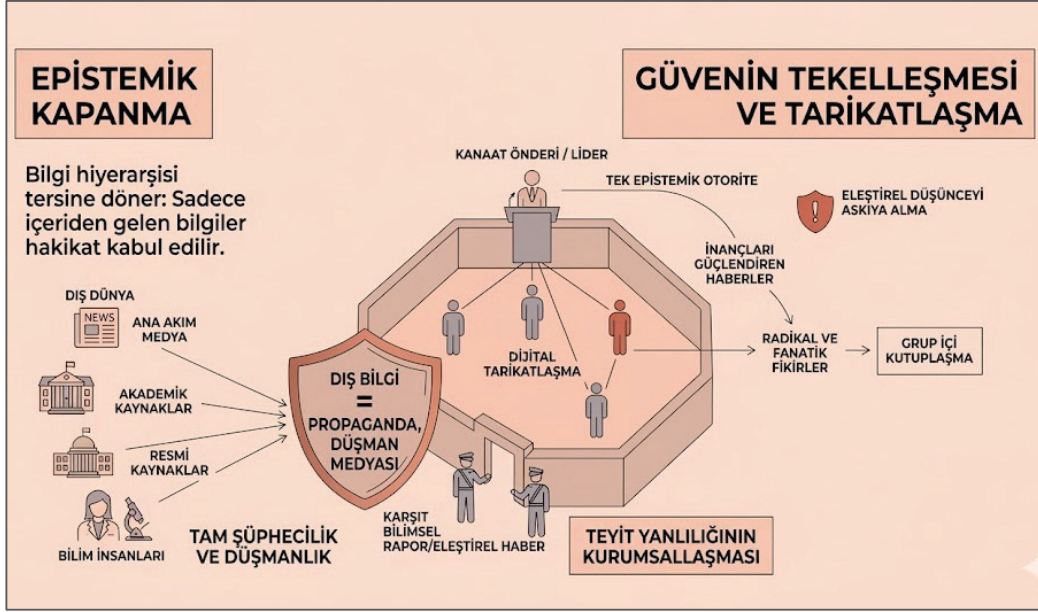 EPİSTEMİK
KAPANMA
Bilgi hiyerarşisi
tersine döner: Sadece
içeriden gelen bilgiler
hakikat kabul edilir.
DIŞ DÜNYA
NEWS
ANA AKIM
MEDYA
AKADEMİK
KAYNAKLAR
RESMİ
KAYNAKLAR
BİLİM İNSANLARI
TAM ŞÜPHECİLİK
VE DÜŞMANLIK
DIŞ BİLGİ
=
PROPAGANDA,
DÜŞMAN
MEDYASI
GÜVENİN TEKELLEŞMESİ
VE TARİKATLAŞMA
KANAAT ÖNDERİ / LİDER
TEK EPİSTEMİK OTORİTE
ELEŞTİREL DÜŞÜNCEYİ
ASKIYA ALMA
İNANÇLARI
GÜÇLENDİREN
HABERLER
DİJİTAL
TARİKATLAŞMA
RADİKAL VE
FANATİK
FİKİRLER
GRUP İÇİ
KUTUPLAŞMA
KARŞIT
BİLİMSEL
RAPOR/ELEŞTİREL HABER
TEYİT YANLILIĞININ
KURUMSALLAŞMASI